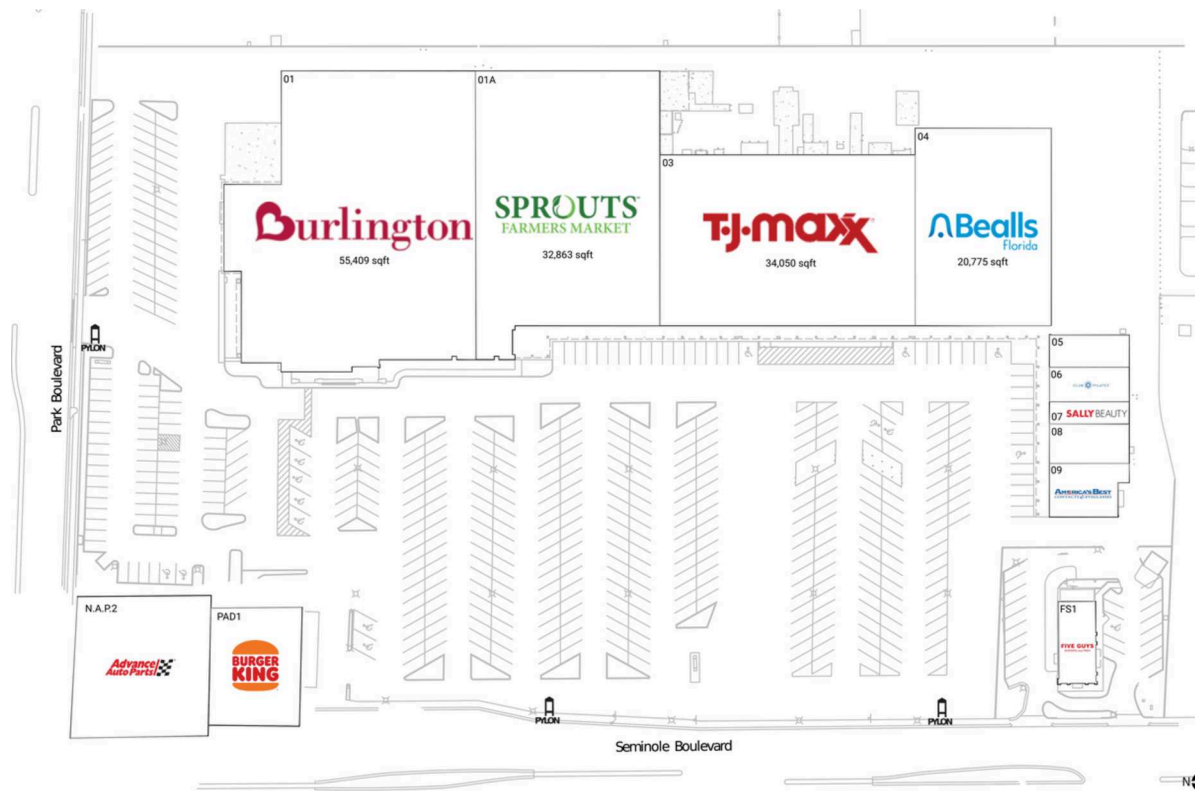 01
01A
04
03
Burlington
55,409 sqft
SPROUTS
FARMERS MARKET
32,863 sqft
T·J·maxx
34,050 sqft
Bealls
Florida
20,775 sqft
PYLON
Park Boulevard
05
06
07
SALLY BEAUTY
08
09
AMERICA'S BEST
N.A.P.2
Advance
Auto Parts
PAD1
BURGER
KING
FS1
FIVE GUYS
PYLON
PYLON
Seminole Boulevard
N